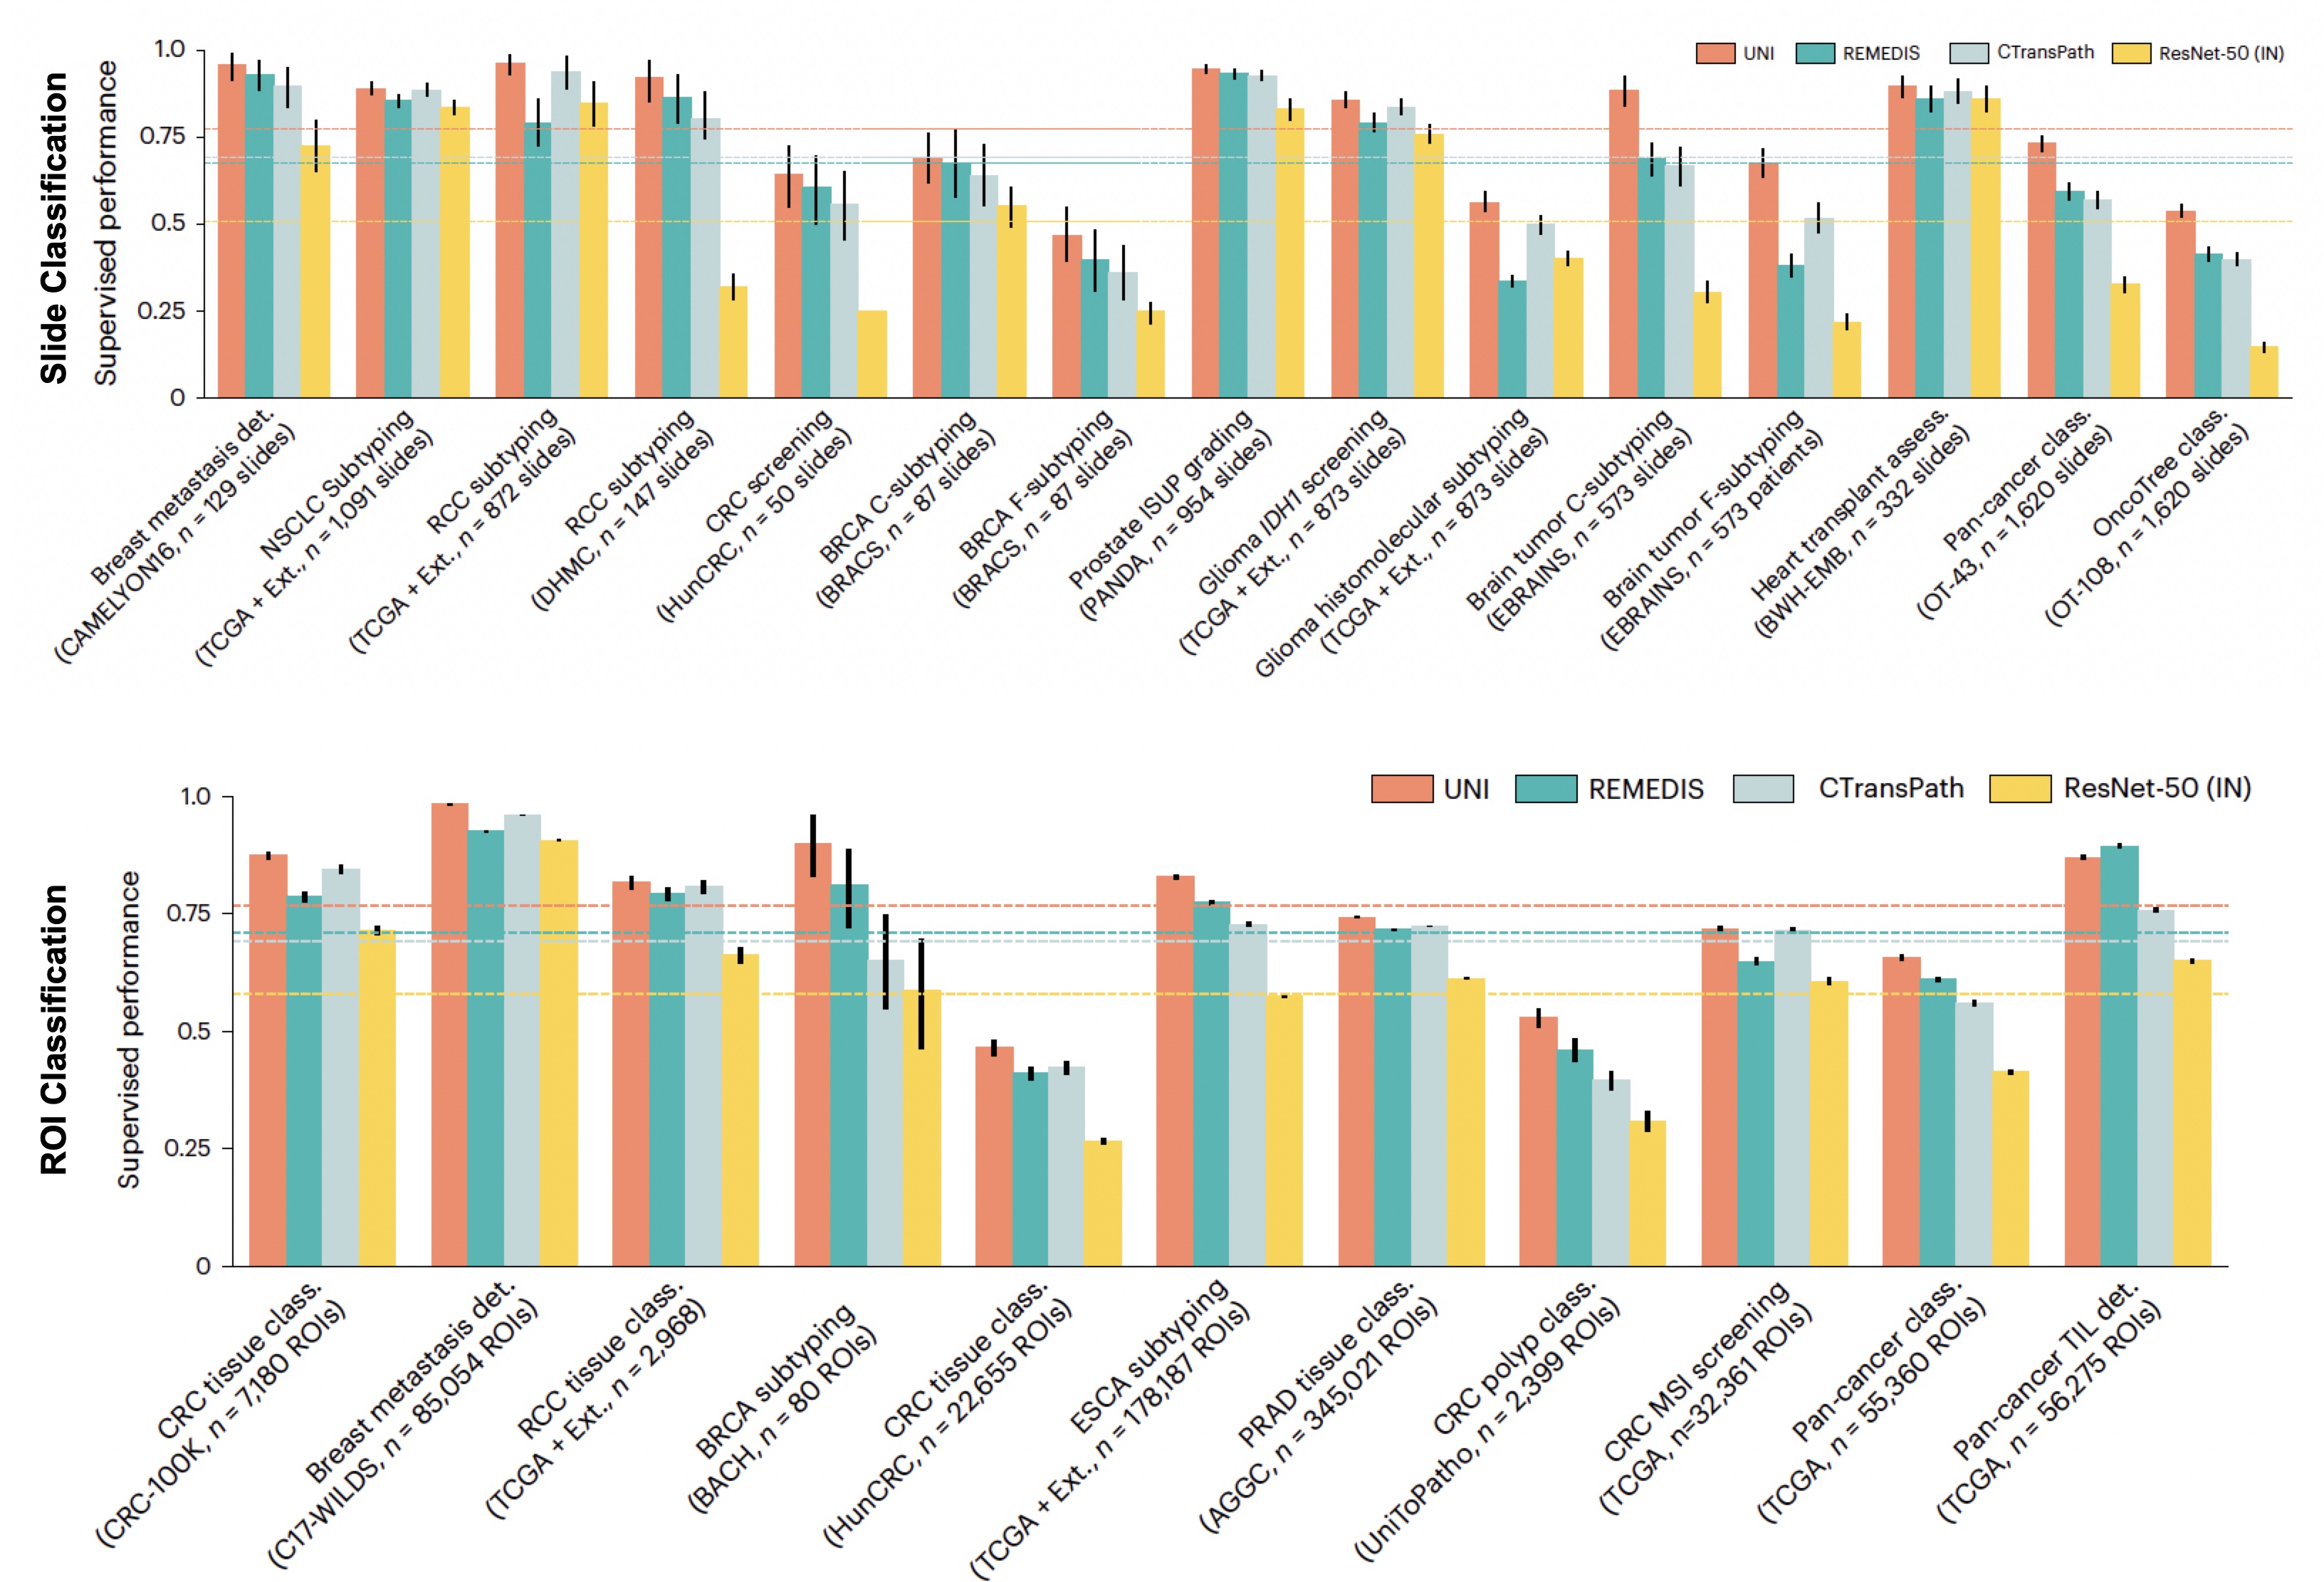 Slide Classification
Supervised performance
1.0
0.75
0.5
0.25
0
UNI
REMEDIS
CTransPath
ResNet-50 (IN)
Breast metastasis det.
(CAMELYON16, n = 129 slides)
NSCLC Subtyping
(TCGA + Ext., n = 1,091 slides)
RCC subtyping
(TCGA + Ext., n = 872 slides)
RCC subtyping
(DHMC, n = 147 slides)
CRC screening
(HunCRC, n = 50 slides)
BRCA C-subtyping
(BRACS, n = 87 slides)
BRCA F-subtyping
(BRACS, n = 87 slides)
Prostate ISUP grading
(PANDA, n = 954 slides)
Glioma IDH1 screening
(TCGA + Ext., n = 873 slides)
Glioma histomolecular subtyping
(TCGA + Ext., n = 873 slides)
Brain tumor C-subtyping
(EBRAINS, n = 573 slides)
Brain tumor F-subtyping
(EBRAINS, n = 573 patients)
Heart transplant assess.
(BWH-EMB, n = 332 slides)
Pan-cancer class.
(OT-43, n = 1,620 slides)
OncoTree class.
(OT-108, n = 1,620 slides)
ROI Classification
Supervised performance
1.0
0.75
0.5
0.25
0
UNI
REMEDIS
CTransPath
ResNet-50 (IN)
CRC tissue class.
(CRC-100K, n = 7,180 ROIs)
Breast metastasis det.
(C17-WILDS, n = 85,054 ROIs)
RCC tissue class.
(TCGA + Ext., n = 2,968)
BRCA subtyping
(BACH, n = 80 ROIs)
CRC tissue class.
(HunCRC, n = 22,655 ROIs)
ESCA subtyping
(TCGA + Ext., n = 178,187 ROIs)
PRAD tissue class.
(AGGC, n = 345,021 ROIs)
CRC polyp class.
(UniToPatho, n = 2,399 ROIs)
CRC MSI screening
(TCGA, n=32,361 ROIs)
Pan-cancer class.
(TCGA, n = 55,360 ROIs)
Pan-cancer TIL det.
(TCGA, n = 56,275 ROIs)